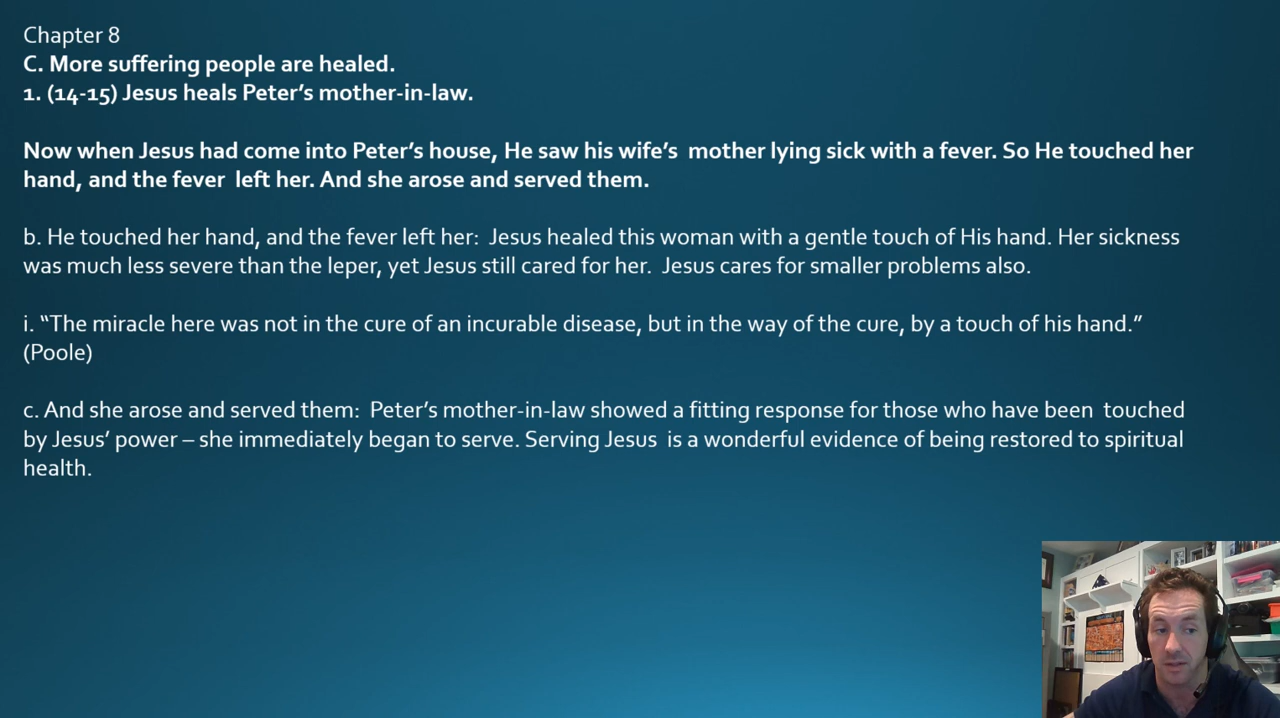 Chapter 8
C. More suffering people are healed.
1. (14-15) Jesus heals Peter’s mother-in-law.
Now when Jesus had come into Peter’s house, He saw his wife’s  mother lying sick with a fever. So He touched her
hand, and the fever  left her. And she arose and served them.
b. He touched her hand, and the fever left her:  Jesus healed this woman with a gentle touch of His hand. Her sickness
was much less severe than the leper, yet Jesus still cared for her.  Jesus cares for smaller problems also.
i. “The miracle here was not in the cure of an incurable disease, but in the way of the cure, by a touch of his hand.”
(Poole)
c. And she arose and served them:  Peter’s mother-in-law showed a fitting response for those who have been  touched
by Jesus’ power – she immediately began to serve. Serving Jesus  is a wonderful evidence of being restored to spiritual
health.